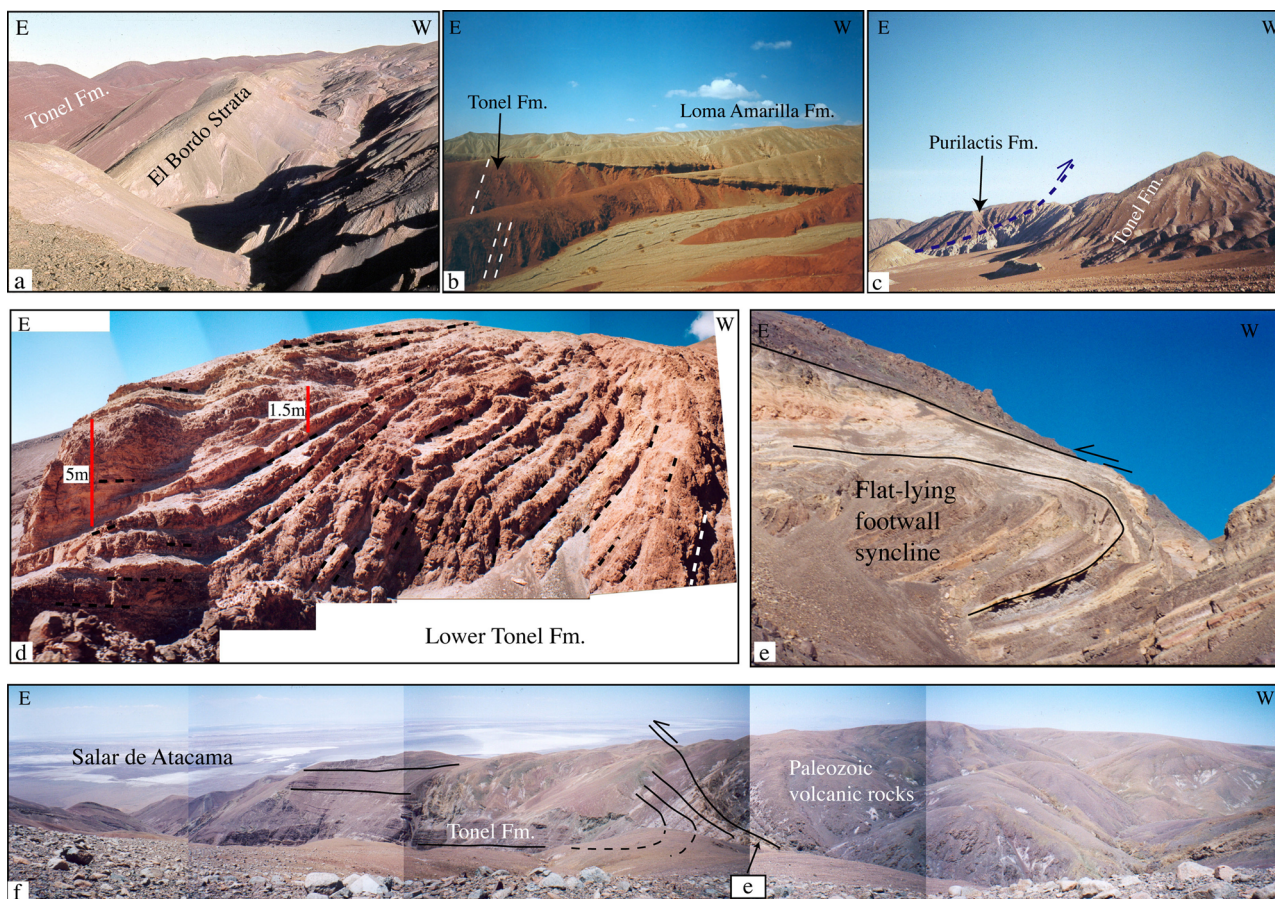 E
W
Tonel Fm.
El Bordo Strata
a
E
W
Tonel Fm.
Loma Amarilla Fm.
b
E
W
Purilactis Fm.
Tonel Fm.
c
E
W
1.5m
5m
Lower Tonel Fm.
d
E
W
Flat-lying
footwall
syncline
e
E
W
Salar de Atacama
Paleozoic
volcanic rocks
Tonel Fm.
e
f